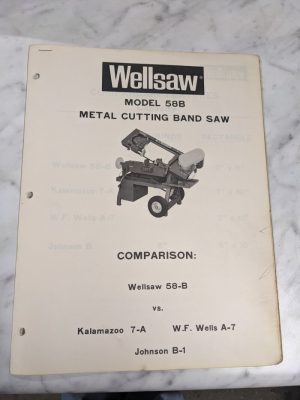 Wellsaw®
MODEL 58B
METAL CUTTING BAND SAW
COMPARISON:
Wellsaw 58-B
vs.
Kalamazoo 7-A W.F. Wells A-7
Johnson B-1